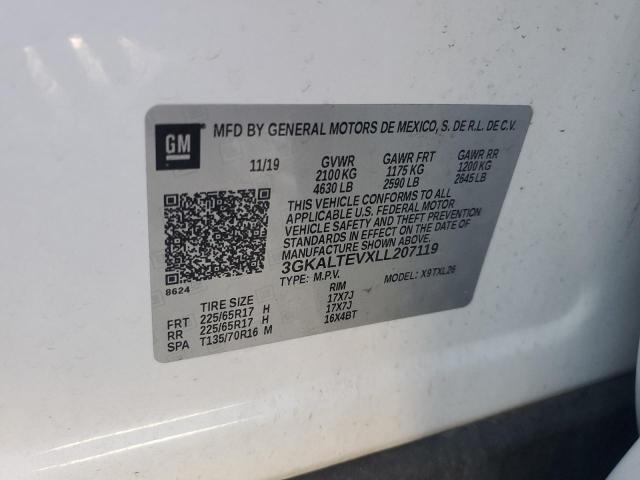 GM
MFD BY GENERAL MOTORS DE MEXICO, S. DE R.L. DE C.V.
11/19 GVWR GAWR FRT GAWR RR
2100 KG 1175 KG 1200 KG
4630 LB 2590 LB 2645 LB
THIS VEHICLE CONFORMS TO ALL
APPLICABLE U.S. FEDERAL MOTOR
VEHICLE SAFETY AND THEFT PREVENTION
STANDARDS IN EFFECT ON THE DATE OF
MANUFACTURE SHOWN ABOVE.
3GKALTEVXLL207119
8624
TYPE: M.P.V. MODEL: X9TXL26
TIRE SIZE RIM
FRT 225/65R17 H 17X7J
RR 225/65R17 H 17X7J
SPA T135/70R16 M 16X4BT